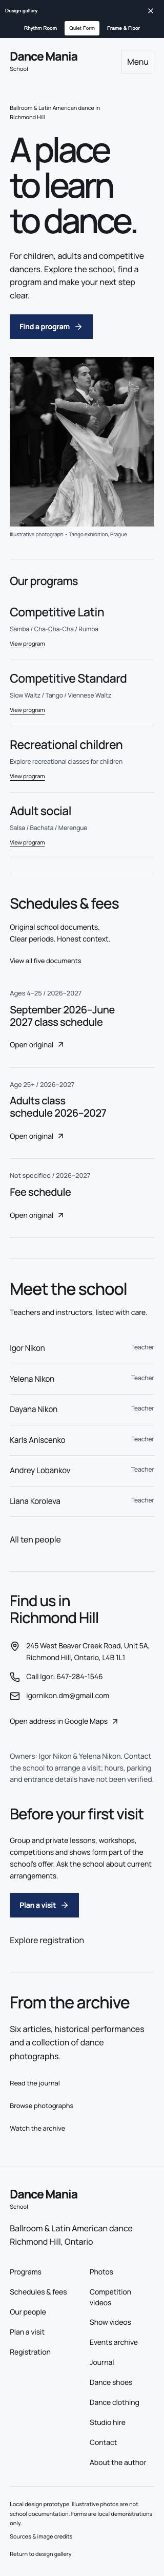 Design gallery
Rhythm Room Quiet Form Frame & Floor
Dance Mania
School
Menu
Ballroom & Latin American dance in
Richmond Hill
A place
to learn
to dance.
For children, adults and competitive
dancers. Explore the school, find a
program and make your next step
clear.
Find a program →
Illustrative photograph • Tango exhibition, Prague
Our programs
Competitive Latin
Samba / Cha-Cha-Cha / Rumba
View program
Competitive Standard
Slow Waltz / Tango / Viennese Waltz
View program
Recreational children
Explore recreational classes for children
View program
Adult social
Salsa / Bachata / Merengue
View program
Schedules & fees
Original school documents.
Clear periods. Honest context.
View all five documents
Ages 4–25 / 2026–2027
September 2026–June
2027 class schedule
Open original ↗
Age 25+ / 2026–2027
Adults class
schedule 2026–2027
Open original ↗
Not specified / 2026–2027
Fee schedule
Open original ↗
Meet the school
Teachers and instructors, listed with care.
Igor Nikon Teacher
Yelena Nikon Teacher
Dayana Nikon Teacher
Karls Aniscenko Teacher
Andrey Lobankov Teacher
Liana Koroleva Teacher
All ten people
Find us in
Richmond Hill
245 West Beaver Creek Road, Unit 5A,
Richmond Hill, Ontario, L4B 1L1
Call Igor: 647-284-1546
igornikon.dm@gmail.com
Open address in Google Maps ↗
Owners: Igor Nikon & Yelena Nikon. Contact
the school to arrange a visit; hours, parking
and entrance details have not been verified.
Before your first visit
Group and private lessons, workshops,
competitions and shows form part of the
school's offer. Ask the school about current
arrangements.
Plan a visit →
Explore registration
From the archive
Six articles, historical performances
and a collection of dance
photographs.
Read the journal
Browse photographs
Watch the archive
Dance Mania
School
Ballroom & Latin American dance
Richmond Hill, Ontario
Programs
Schedules & fees
Our people
Plan a visit
Registration
Photos
Competition
videos
Show videos
Events archive
Journal
Dance shoes
Dance clothing
Studio hire
Contact
About the author
Local design prototype. Illustrative photos are not
school documentation. Forms are local demonstrations
only.
Sources & image credits
Return to design gallery